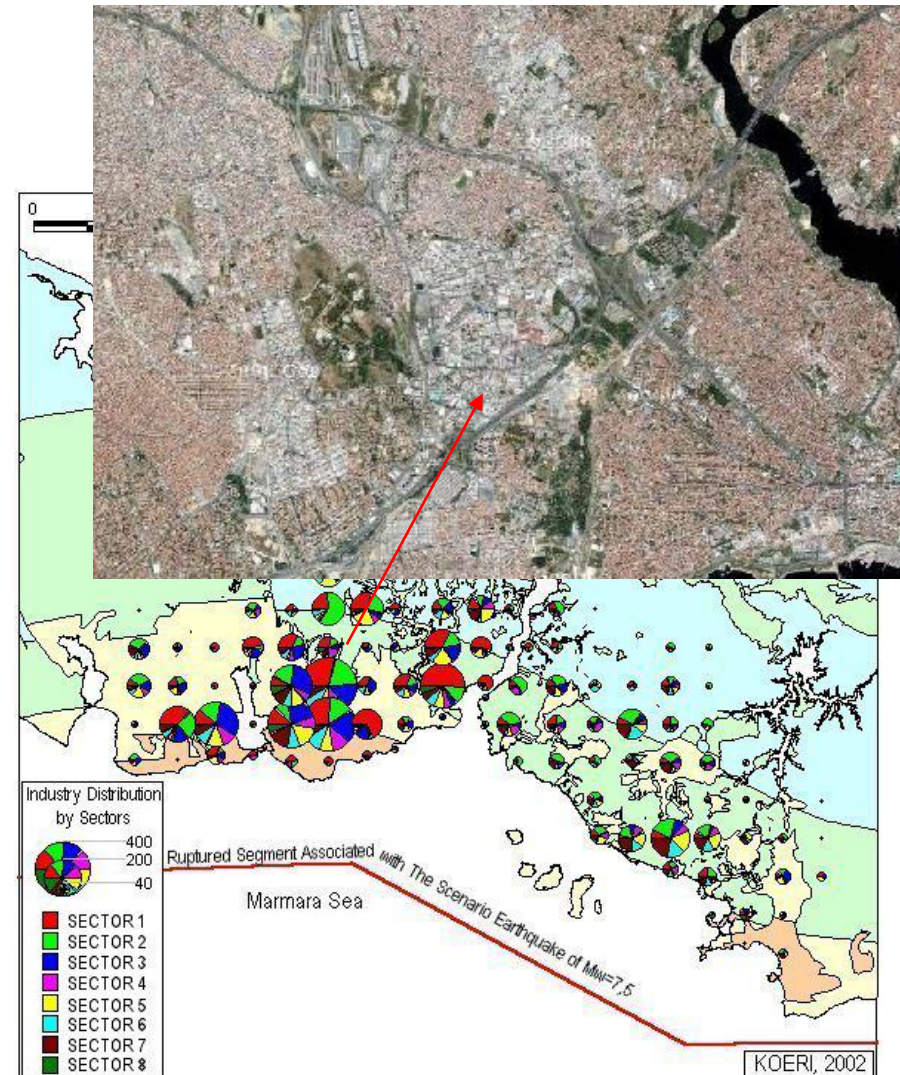 0
Industry Distribution
by Sectors
400
200
40
SECTOR 1
SECTOR 2
SECTOR 3
SECTOR 4
SECTOR 5
SECTOR 6
SECTOR 7
SECTOR 8
Ruptured Segment Associated with The Scenario Earthquake of Mw=7,5
Marmara Sea
KOERI, 2002